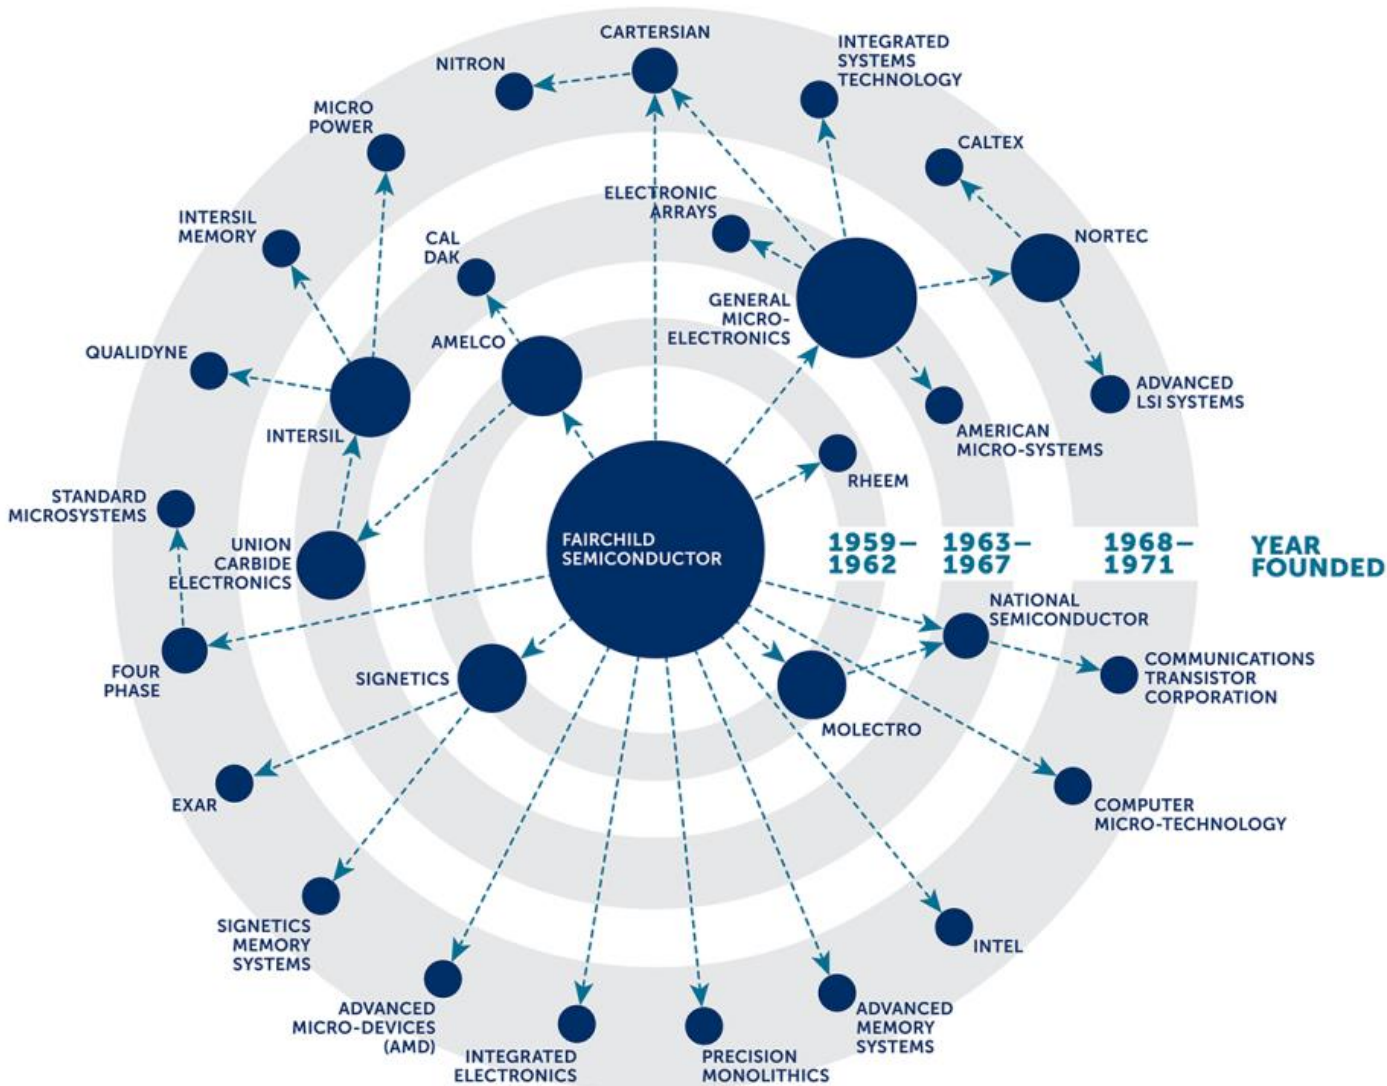 CARTERSIAN
INTEGRATED
SYSTEMS
TECHNOLOGY
NITRON
MICRO
POWER
CALTEX
ELECTRONIC
ARRAYS
INTERSIL
MEMORY
CAL
DAK
NORTEC
GENERAL
MICRO-
ELECTRONICS
AMELCO
QUALIDYNE
ADVANCED
LSI SYSTEMS
INTERSIL
AMERICAN
MICRO-SYSTEMS
RHEEM
STANDARD
MICROSYSTEMS
UNION
CARBIDE
ELECTRONICS
FAIRCHILD
SEMICONDUCTOR
1959–
1962
1963–
1967
1968–
1971
YEAR
FOUNDED
NATIONAL
SEMICONDUCTOR
FOUR
PHASE
SIGNETICS
COMMUNICATIONS
TRANSISTOR
CORPORATION
MOLECTRO
EXAR
COMPUTER
MICRO-TECHNOLOGY
SIGNETICS
MEMORY
SYSTEMS
INTEL
ADVANCED
MICRO-DEVICES
(AMD)
INTEGRATED
ELECTRONICS
PRECISION
MONOLITHICS
ADVANCED
MEMORY
SYSTEMS